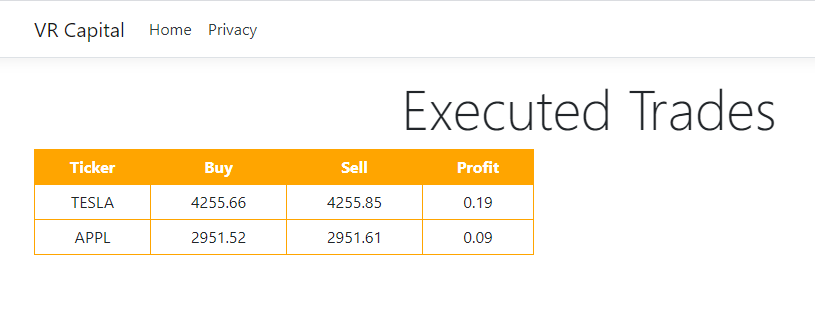 VR Capital Home Privacy
Executed Trades
Ticker Buy Sell Profit
TESLA 4255.66 4255.85 0.19
APPL 2951.52 2951.61 0.09